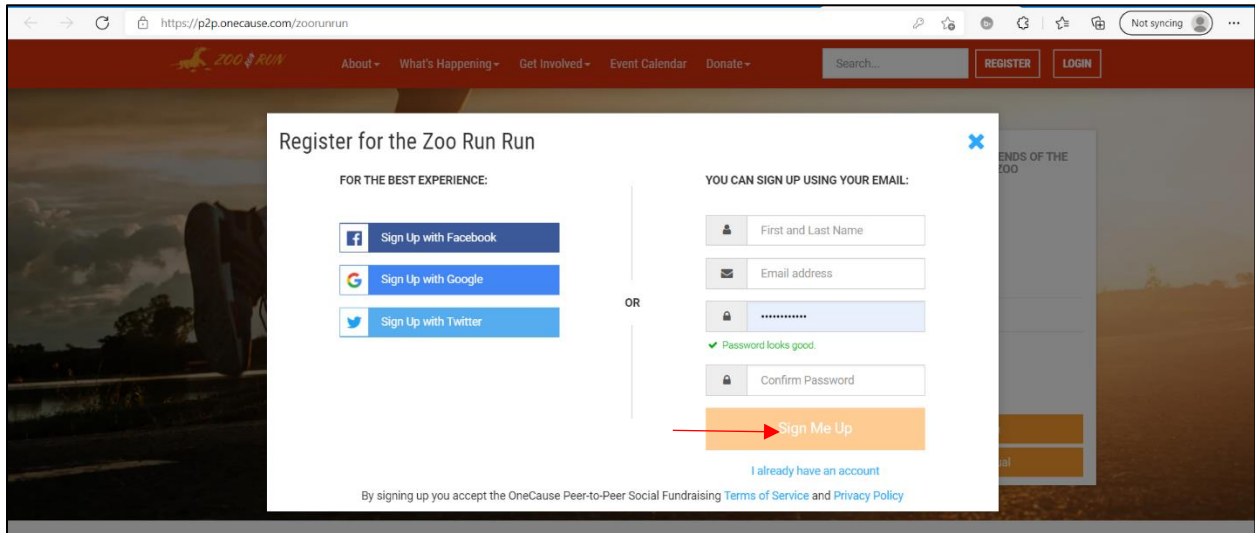 https://p2p.onecause.com/zoorunrun
Not syncing
ZOO RUN
About
What's Happening
Get Involved
Event Calendar
Donate
Search...
REGISTER
LOGIN
Register for the Zoo Run Run
FOR THE BEST EXPERIENCE:
Sign Up with Facebook
Sign Up with Google
Sign Up with Twitter
OR
YOU CAN SIGN UP USING YOUR EMAIL:
First and Last Name
Email address
••••••••••••
Password looks good.
Confirm Password
Sign Me Up
I already have an account
By signing up you accept the OneCause Peer-to-Peer Social Fundraising Terms of Service and Privacy Policy
OF THE